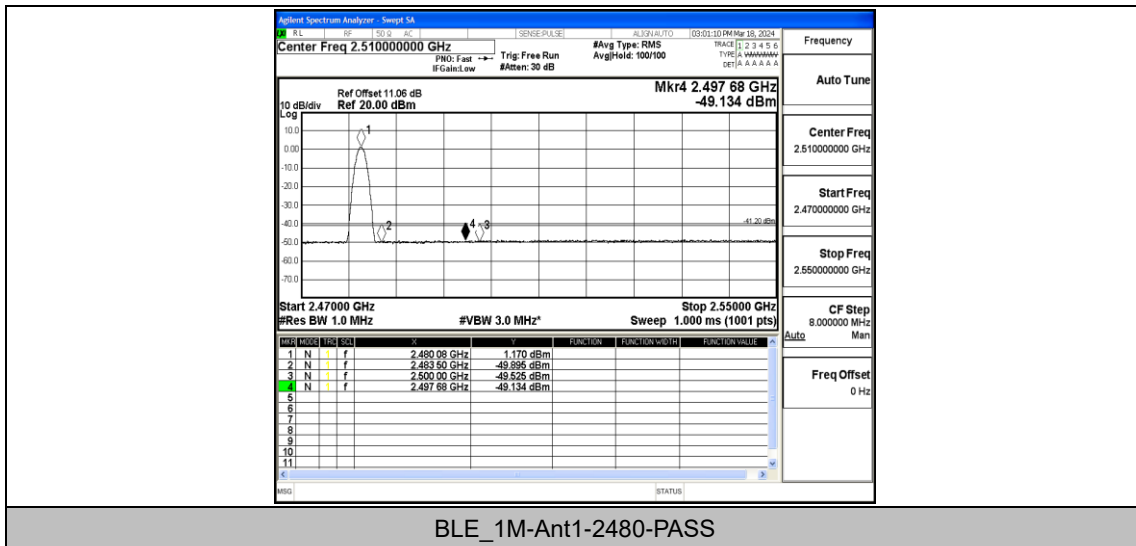 Agilent Spectrum Analyzer - Swept SA
RL RF 50 Ω AC SENSE:PULSE ALIGN AUTO 03:01:10 PM Mar 18, 2024
Center Freq 2.510000000 GHz #Avg Type: RMS TRACE 1 2 3 4 5 6
PNO: Fast Trig: Free Run Avg|Hold: 100/100 TYPE A WWWWW
IFGain:Low #Atten: 30 dB DET A A A A A A
Mkr4 2.497 68 GHz
-49.134 dBm
Ref Offset 11.06 dB
10 dB/div Ref 20.00 dBm
Log
10.0
0.00
-10.0
-20.0
-30.0
-40.0
-50.0
-60.0
-70.0
1
2
4
3
-41.20 dBm
Start 2.47000 GHz Stop 2.55000 GHz
#Res BW 1.0 MHz #VBW 3.0 MHz* Sweep 1.000 ms (1001 pts)
MKR MODE TRC SCL X Y FUNCTION FUNCTION WIDTH FUNCTION VALUE
1 N 1 f 2.480 08 GHz 1.170 dBm
2 N 1 f 2.483 50 GHz -49.895 dBm
3 N 1 f 2.500 00 GHz -49.525 dBm
4 N 1 f 2.497 68 GHz -49.134 dBm
5
6
7
8
9
10
11
MSG STATUS
Frequency
Auto Tune
Center Freq
2.510000000 GHz
Start Freq
2.470000000 GHz
Stop Freq
2.550000000 GHz
CF Step
8.000000 MHz
Auto Man
Freq Offset
0 Hz
BLE_1M-Ant1-2480-PASS